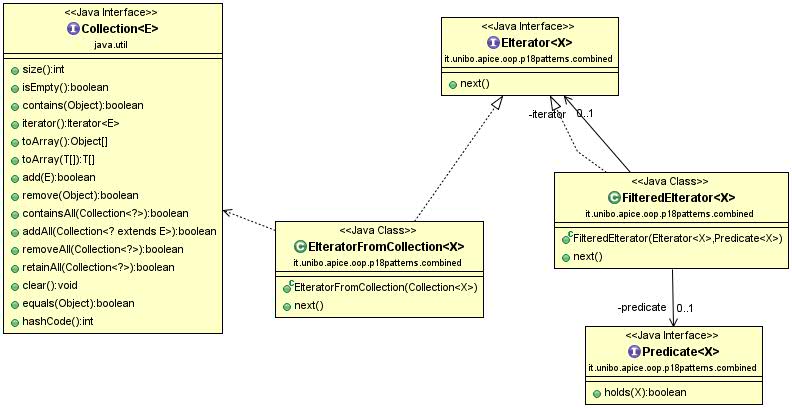 <<Java Interface>>
Collection<E>
java.util
size():int
isEmpty():boolean
contains(Object):boolean
iterator():Iterator<E>
toArray():Object[]
toArray(T[]):T[]
add(E):boolean
remove(Object):boolean
containsAll(Collection<?>):boolean
addAll(Collection<? extends E>):boolean
removeAll(Collection<?>):boolean
retainAll(Collection<?>):boolean
clear():void
equals(Object):boolean
hashCode():int
<<Java Interface>>
EIterator<X>
it.unibo.apice.oop.p18patterns.combined
next()
-iterator
0..1
<<Java Class>>
EIteratorFromCollection<X>
it.unibo.apice.oop.p18patterns.combined
EIteratorFromCollection(Collection<X>)
next()
<<Java Class>>
FilteredEIterator<X>
it.unibo.apice.oop.p18patterns.combined
FilteredEIterator(EIterator<X>,Predicate<X>)
next()
-predicate
0..1
<<Java Interface>>
Predicate<X>
it.unibo.apice.oop.p18patterns.combined
holds(X):boolean